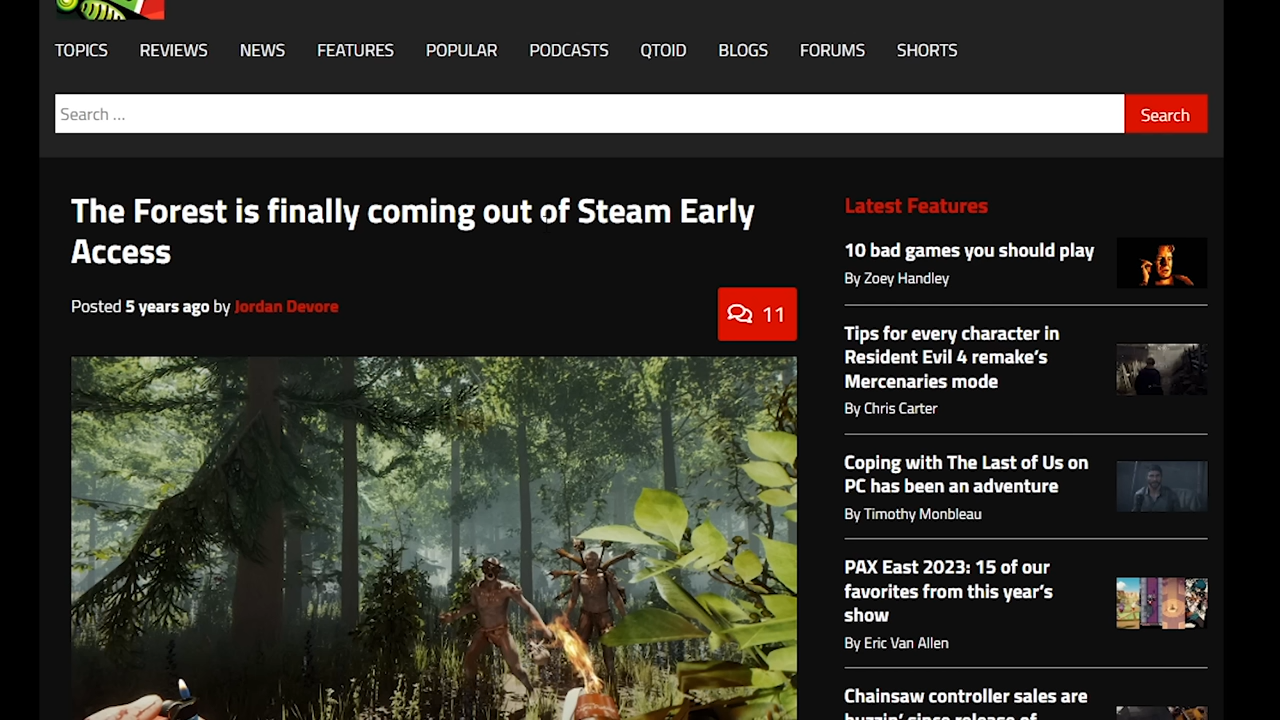 TOPICS REVIEWS NEWS FEATURES POPULAR PODCASTS QTOID BLOGS FORUMS SHORTS
Search ...
Search
The Forest is finally coming out of Steam Early
Access
Posted 5 years ago by Jordan Devore
11
Latest Features
10 bad games you should play
By Zoey Handley
Tips for every character in
Resident Evil 4 remake’s
Mercenaries mode
By Chris Carter
Coping with The Last of Us on
PC has been an adventure
By Timothy Monbleau
PAX East 2023: 15 of our
favorites from this year’s
show
By Eric Van Allen
Chainsaw controller sales are
buzzin’ since release of